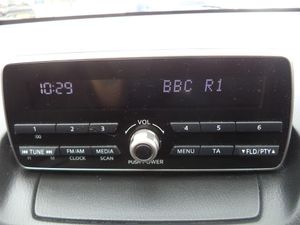 10:29 BBC R1
VOL
1 2 3 4 5 6
TUNE FM/AM MEDIA MENU TA ▼FLD/PTY▲
CLOCK SCAN PUSH POWER